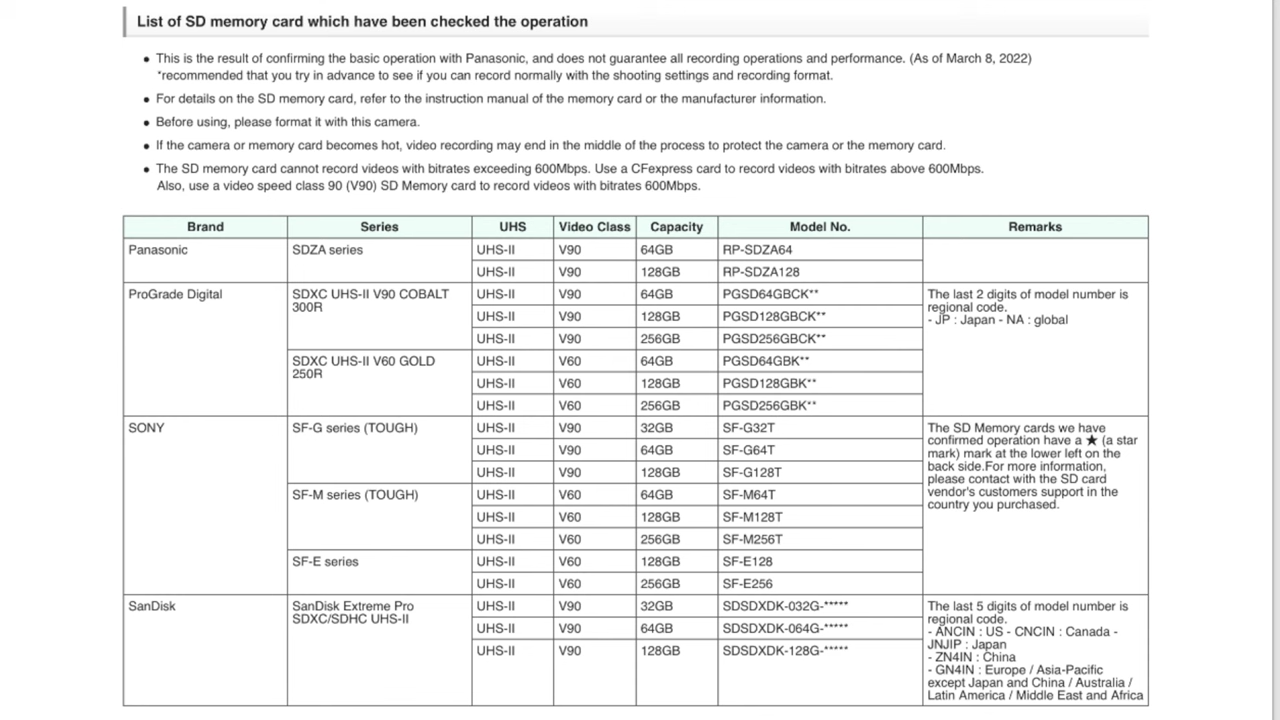 List of SD memory card which have been checked the operation
● This is the result of confirming the basic operation with Panasonic, and does not guarantee all recording operations and performance. (As of March 8, 2022)
*recommended that you try in advance to see if you can record normally with the shooting settings and recording format.
● For details on the SD memory card, refer to the instruction manual of the memory card or the manufacturer information.
● Before using, please format it with this camera.
● If the camera or memory card becomes hot, video recording may end in the middle of the process to protect the camera or the memory card.
● The SD memory card cannot record videos with bitrates exceeding 600Mbps. Use a CFexpress card to record videos with bitrates above 600Mbps.
Also, use a video speed class 90 (V90) SD Memory card to record videos with bitrates 600Mbps.
Brand Series UHS Video Class Capacity Model No. Remarks
Panasonic SDZA series UHS-II V90 64GB RP-SDZA64
UHS-II V90 128GB RP-SDZA128
ProGrade Digital SDXC UHS-II V90 COBALT UHS-II V90 64GB PGSD64GBCK** The last 2 digits of model number is
300R regional code.
UHS-II V90 128GB PGSD128GBCK** - JP : Japan - NA : global
UHS-II V90 256GB PGSD256GBCK**
SDXC UHS-II V60 GOLD UHS-II V60 64GB PGSD64GBK**
250R
UHS-II V60 128GB PGSD128GBK**
UHS-II V60 256GB PGSD256GBK**
SONY SF-G series (TOUGH) UHS-II V90 32GB SF-G32T The SD Memory cards we have
confirmed operation have a ★ (a star
UHS-II V90 64GB SF-G64T mark) mark at the lower left on the
back side.For more information,
UHS-II V90 128GB SF-G128T please contact with the SD card
SF-M series (TOUGH) UHS-II V60 64GB SF-M64T vendor's customers support in the
country you purchased.
UHS-II V60 128GB SF-M128T
UHS-II V60 256GB SF-M256T
SF-E series UHS-II V60 128GB SF-E128
UHS-II V60 256GB SF-E256
SanDisk SanDisk Extreme Pro UHS-II V90 32GB SDSDXDK-032G-***** The last 5 digits of model number is
SDXC/SDHC UHS-II regional code.
UHS-II V90 64GB SDSDXDK-064G-***** - ANCIN : US - CNCIN : Canada -
JNJIP : Japan
UHS-II V90 128GB SDSDXDK-128G-***** - ZN4IN : China
- GN4IN : Europe / Asia-Pacific
except Japan and China / Australia /
Latin America / Middle East and Africa